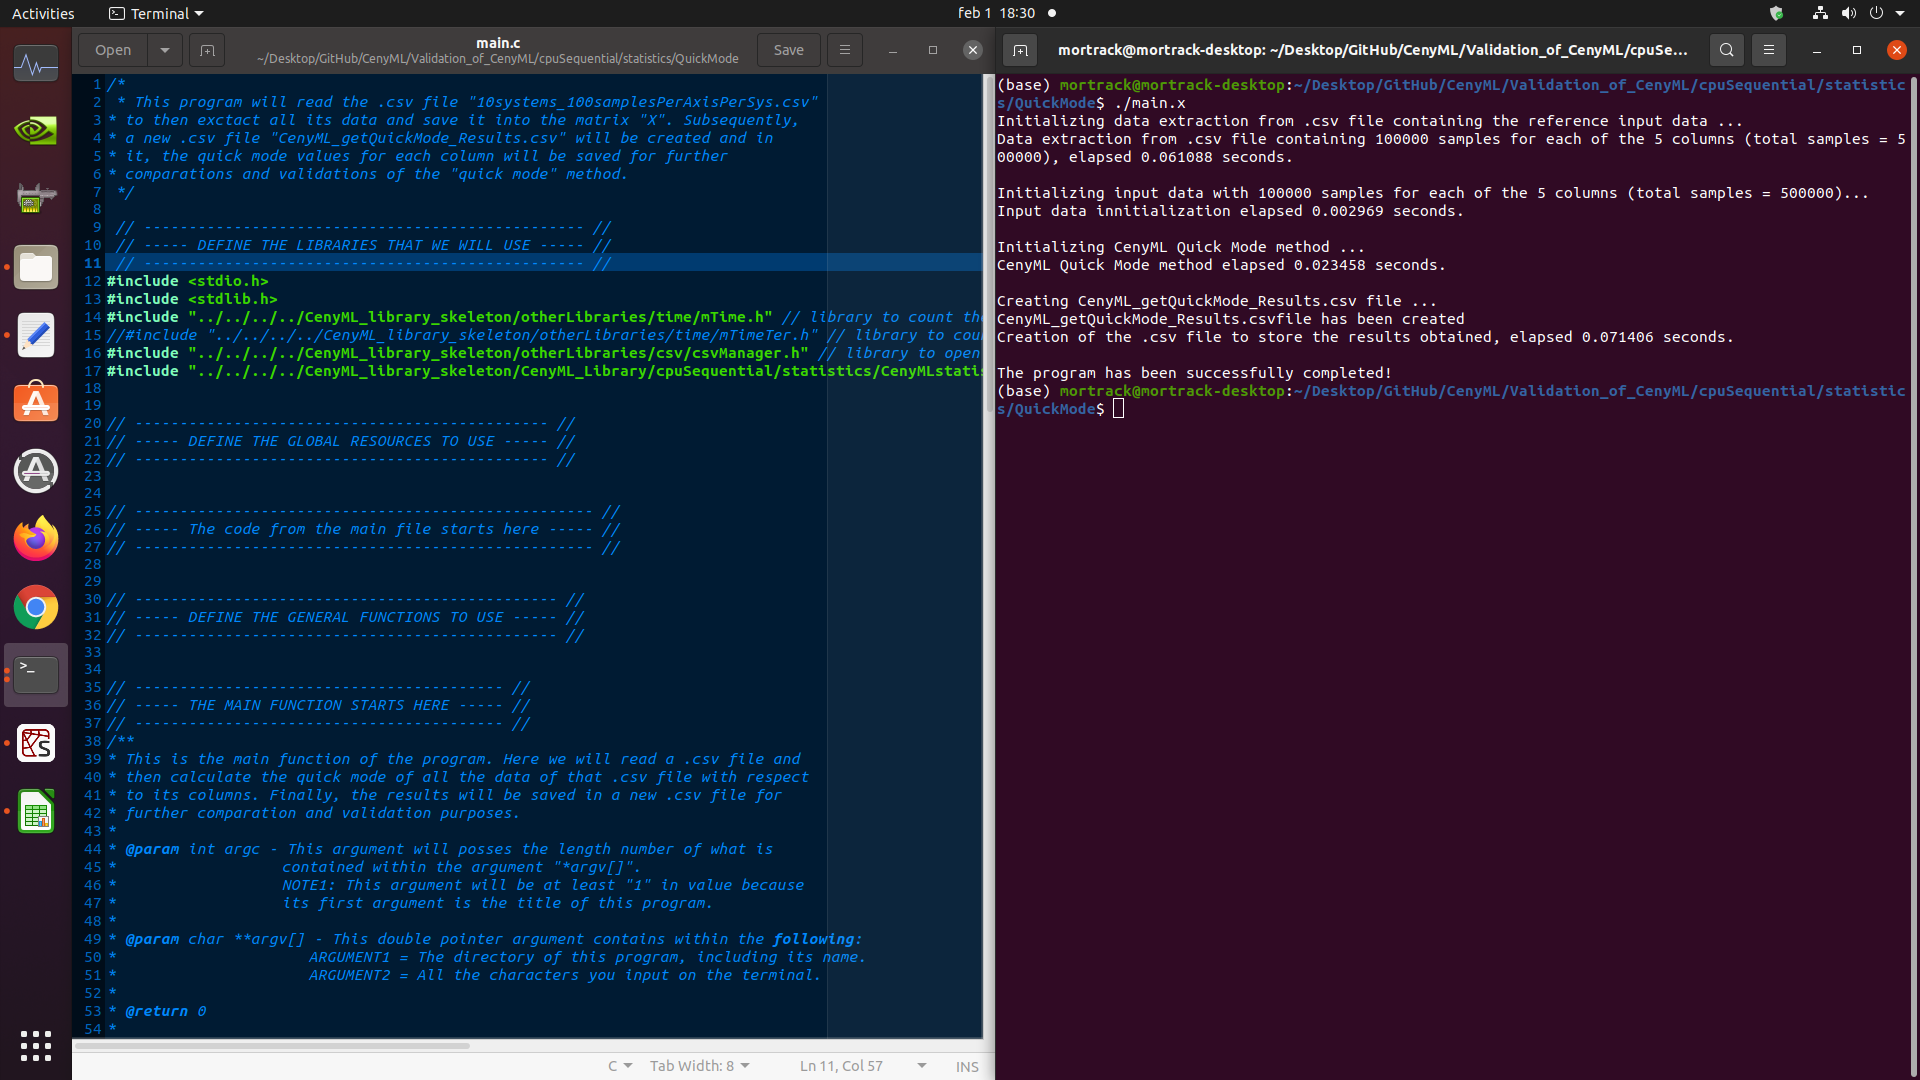 Activities
Terminal
feb 1 18:30
Open
main.c
~/Desktop/GitHub/CenyML/Validation_of_CenyML/cpuSequential/statistics/QuickMode
Save
1 /*
2  * This program will read the .csv file "10systems_100samplesPerAxisPerSys.csv"
3 * to then exctact all its data and save it into the matrix "X". Subsequently,
4 * a new .csv file "CenyML_getQuickMode_Results.csv" will be created and in
5 * it, the quick mode values for each column will be saved for further
6 * comparations and validations of the "quick mode" method.
7  */
8
9  // ------------------------------------------------- //
10  // ----- DEFINE THE LIBRARIES THAT WE WILL USE ----- //
11  // ------------------------------------------------- //
12 #include <stdio.h>
13 #include <stdlib.h>
14 #include "../../../../CenyML_library_skeleton/otherLibraries/time/mTime.h" // library to count the
15 //#include "../../../../CenyML_library_skeleton/otherLibraries/time/mTimeTer.h" // library to cou
16 #include "../../../../CenyML_library_skeleton/otherLibraries/csv/csvManager.h" // library to open
17 #include "../../../../CenyML_library_skeleton/CenyML_Library/cpuSequential/statistics/CenyMLstatis
18
19
20 // ---------------------------------------------- //
21 // ----- DEFINE THE GLOBAL RESOURCES TO USE ----- //
22 // ---------------------------------------------- //
23
24
25 // --------------------------------------------------- //
26 // ----- The code from the main file starts here ----- //
27 // --------------------------------------------------- //
28
29
30 // ----------------------------------------------- //
31 // ----- DEFINE THE GENERAL FUNCTIONS TO USE ----- //
32 // ----------------------------------------------- //
33
34
35 // ----------------------------------------- //
36 // ----- THE MAIN FUNCTION STARTS HERE ----- //
37 // ----------------------------------------- //
38 /**
39 * This is the main function of the program. Here we will read a .csv file and
40 * then calculate the quick mode of all the data of that .csv file with respect
41 * to its columns. Finally, the results will be saved in a new .csv file for
42 * further comparation and validation purposes.
43 *
44 * @param int argc - This argument will posses the length number of what is
45 * contained within the argument "*argv[]".
46 * NOTE1: This argument will be at least "1" in value because
47 * its first argument is the title of this program.
48 *
49 * @param char **argv[] - This double pointer argument contains within the following:
50 * ARGUMENT1 = The directory of this program, including its name.
51 * ARGUMENT2 = All the characters you input on the terminal.
52 *
53 * @return 0
54 *
C
Tab Width: 8
Ln 11, Col 57
INS
mortrack@mortrack-desktop: ~/Desktop/GitHub/CenyML/Validation_of_CenyML/cpuSe...
(base) mortrack@mortrack-desktop:~/Desktop/GitHub/CenyML/Validation_of_CenyML/cpuSequential/statistic
s/QuickMode$ ./main.x
Initializing data extraction from .csv file containing the reference input data ...
Data extraction from .csv file containing 100000 samples for each of the 5 columns (total samples = 5
00000), elapsed 0.061088 seconds.
Initializing input data with 100000 samples for each of the 5 columns (total samples = 500000)...
Input data innitialization elapsed 0.002969 seconds.
Initializing CenyML Quick Mode method ...
CenyML Quick Mode method elapsed 0.023458 seconds.
Creating CenyML_getQuickMode_Results.csv file ...
CenyML_getQuickMode_Results.csvfile has been created
Creation of the .csv file to store the results obtained, elapsed 0.071406 seconds.
The program has been successfully completed!
(base) mortrack@mortrack-desktop:~/Desktop/GitHub/CenyML/Validation_of_CenyML/cpuSequential/statistic
s/QuickMode$